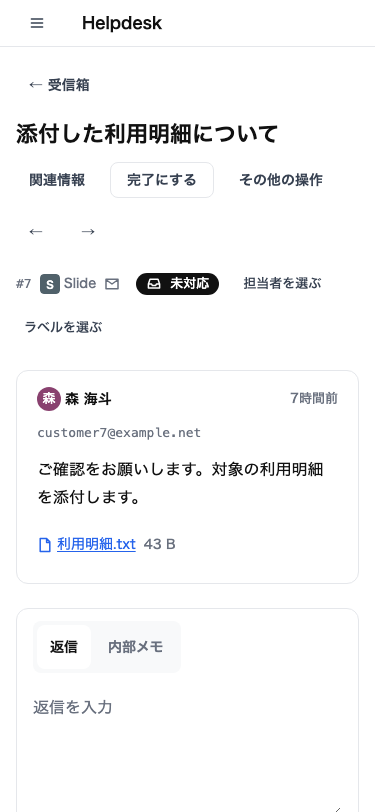 Helpdesk
← 受信箱
添付した利用明細について
関連情報 完了にする その他の操作
← →
#7 S Slide 未対応 担当者を選ぶ
ラベルを選ぶ
森 森 海斗 7時間前
customer7@example.net
ご確認をお願いします。対象の利用明細
を添付します。
利用明細.txt 43 B
返信 内部メモ
返信を入力